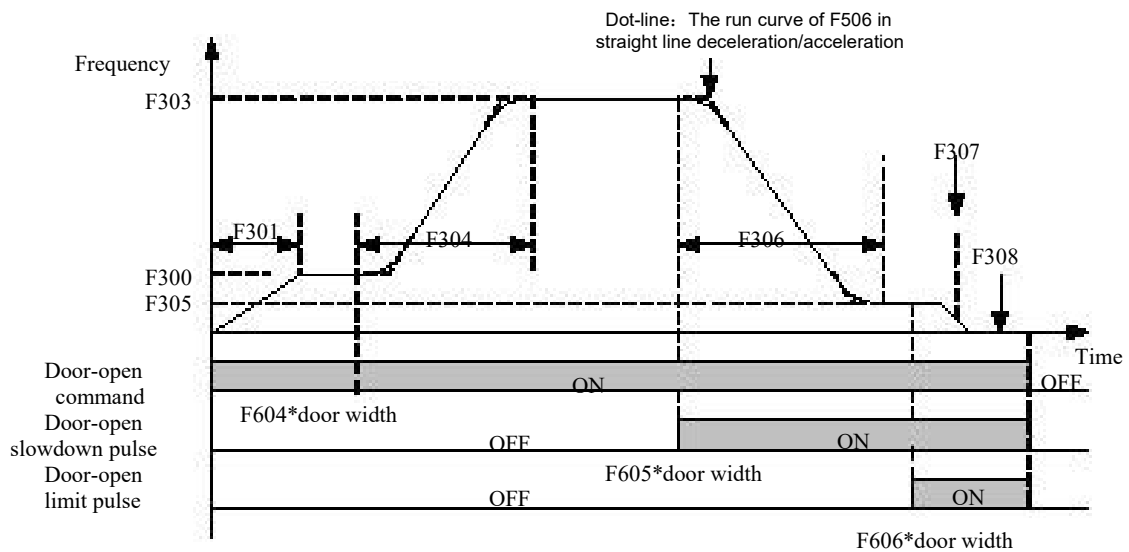 Dot-line： The run curve of F506 in
straight line deceleration/acceleration
Frequency
F303
F307
F301
F304
F306
F308
F300
F305
Time
Door-open
command
ON
OFF
F604*door width
Door-open
slowdown pulse
OFF
ON
F605*door width
Door-open
limit pulse
OFF
ON
F606*door width